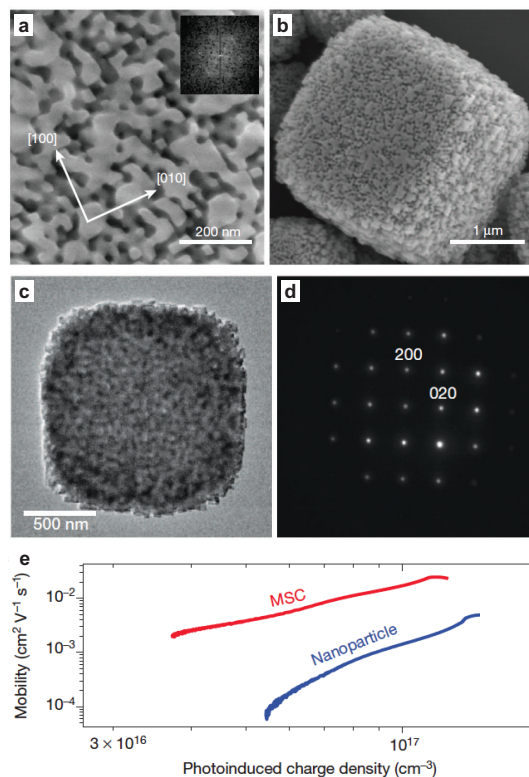 a
[100]
[010]
200 nm
b
1 μm
c
500 nm
d
200
020
e
Mobility (cm² V⁻¹ s⁻¹)
10⁻²
10⁻³
10⁻⁴
MSC
Nanoparticle
3 × 10¹⁶
10¹⁷
Photoinduced charge density (cm⁻³)